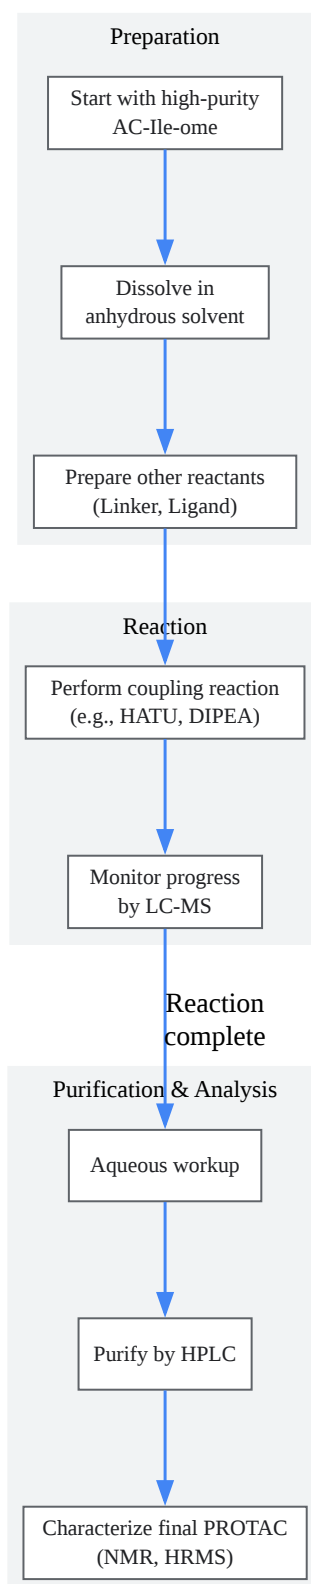 Preparation
Start with high-purity
AC-Ile-ome
Dissolve in
anhydrous solvent
Prepare other reactants
(Linker, Ligand)
Reaction
Perform coupling reaction
(e.g., HATU, DIPEA)
Monitor progress
by LC-MS
Reaction
complete
Purification & Analysis
Aqueous workup
Purify by HPLC
Characterize final PROTAC
(NMR, HRMS)